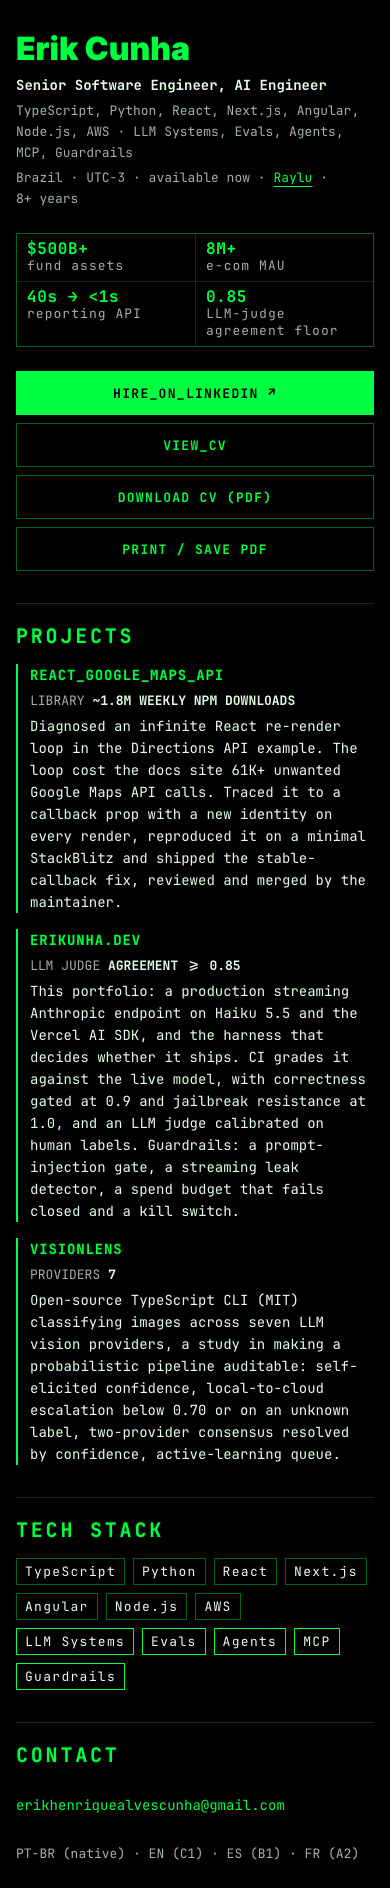 Erik Cunha
Senior Software Engineer, AI Engineer
TypeScript, Python, React, Next.js, Angular,
Node.js, AWS · LLM Systems, Evals, Agents,
MCP, Guardrails
Brazil · UTC-3 · available now · Raylu ·
8+ years
$500B+
fund assets
8M+
e-com MAU
40s → <1s
reporting API
0.85
LLM-judge
agreement floor
HIRE_ON_LINKEDIN ↗
VIEW_CV
DOWNLOAD CV (PDF)
PRINT / SAVE PDF
PROJECTS
REACT_GOOGLE_MAPS_API
LIBRARY ~1.8M WEEKLY NPM DOWNLOADS
Diagnosed an infinite React re-render
loop in the Directions API example. The
loop cost the docs site 61K+ unwanted
Google Maps API calls. Traced it to a
callback prop with a new identity on
every render, reproduced it on a minimal
StackBlitz and shipped the stable-
callback fix, reviewed and merged by the
maintainer.
ERIKUNHA.DEV
LLM JUDGE AGREEMENT ⩾ 0.85
This portfolio: a production streaming
Anthropic endpoint on Haiku 5.5 and the
Vercel AI SDK, and the harness that
decides whether it ships. CI grades it
against the live model, with correctness
gated at 0.9 and jailbreak resistance at
1.0, and an LLM judge calibrated on
human labels. Guardrails: a prompt-
injection gate, a streaming leak
detector, a spend budget that fails
closed and a kill switch.
VISIONLENS
PROVIDERS 7
Open-source TypeScript CLI (MIT)
classifying images across seven LLM
vision providers, a study in making a
probabilistic pipeline auditable: self-
elicited confidence, local-to-cloud
escalation below 0.70 or on an unknown
label, two-provider consensus resolved
by confidence, active-learning queue.
TECH STACK
TypeScript Python React Next.js
Angular Node.js AWS
LLM Systems Evals Agents MCP
Guardrails
CONTACT
erikhenriquealvescunha@gmail.com
PT-BR (native) · EN (C1) · ES (B1) · FR (A2)